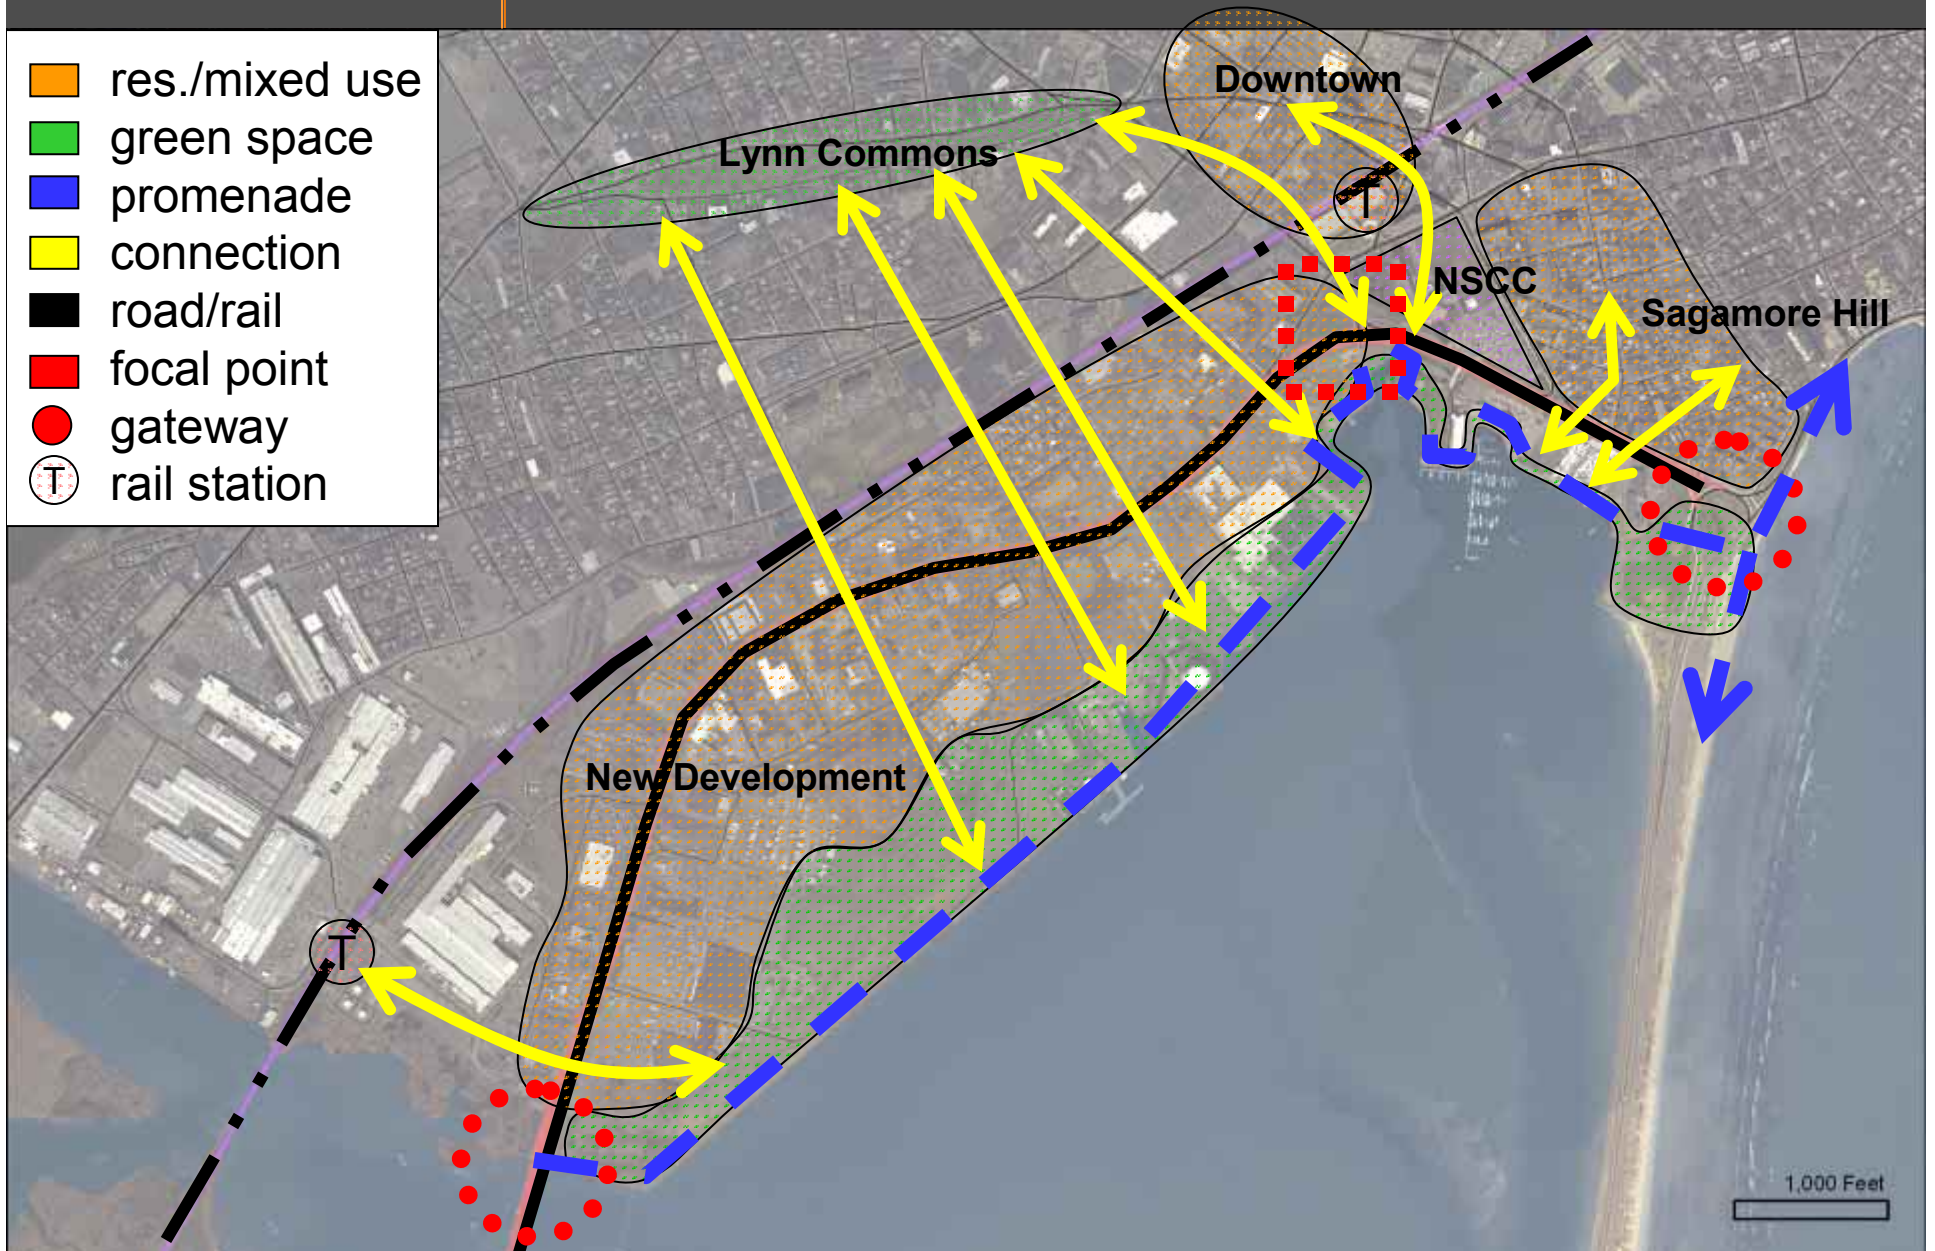 res./mixed use
green space
promenade
connection
road/rail
focal point
gateway
T rail station
Downtown
Lynn Commons
T
NSCC
Sagamore Hill
New Development
T
1,000 Feet